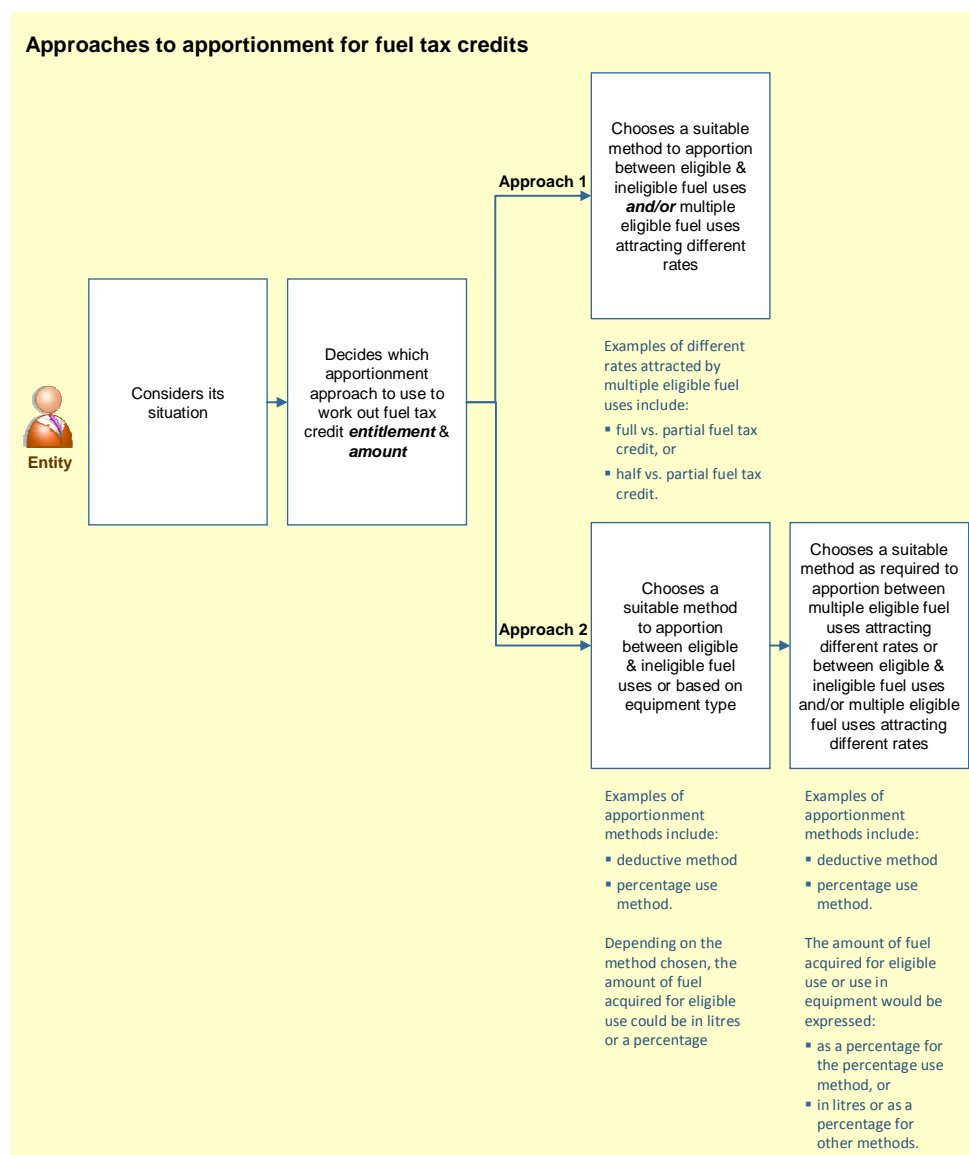 Approaches to apportionment for fuel tax credits
Chooses a suitable
method to apportion
between eligible &
ineligible fuel uses
and/or multiple
eligible fuel uses
attracting different
rates
Approach 1
Examples of different
rates attracted by
multiple eligible fuel
uses include:
▪ full vs. partial fuel tax
credit, or
▪ half vs. partial fuel tax
credit.
Entity
Considers its
situation
Decides which
apportionment
approach to use to
work out fuel tax
credit entitlement &
amount
Approach 2
Chooses a
suitable method
to apportion
between eligible
& ineligible fuel
uses or based on
equipment type
Chooses a suitable
method as required to
apportion between
multiple eligible fuel
uses attracting
different rates or
between eligible &
ineligible fuel uses
and/or multiple eligible
fuel uses attracting
different rates
Examples of
apportionment
methods include:
▪ deductive method
▪ percentage use
method.
Depending on the
method chosen, the
amount of fuel
acquired for eligible
use could be in litres
or a percentage
Examples of
apportionment
methods include:
▪ deductive method
▪ percentage use
method.
The amount of fuel
acquired for eligible
use or use in
equipment would be
expressed:
▪ as a percentage for
the percentage use
method, or
▪ in litres or as a
percentage for
other methods.